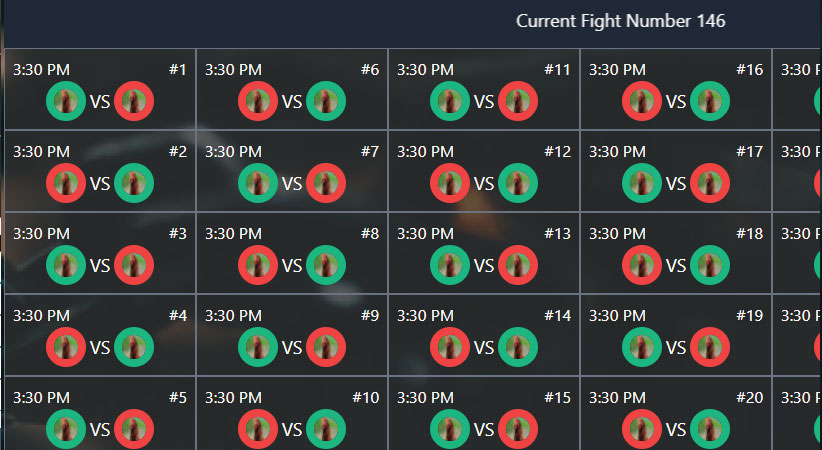 Current Fight Number 146
3:30 PM #1
VS
3:30 PM #6
VS
3:30 PM #11
VS
3:30 PM #16
VS
3:30
3:30 PM #2
VS
3:30 PM #7
VS
3:30 PM #12
VS
3:30 PM #17
VS
3:30
3:30 PM #3
VS
3:30 PM #8
VS
3:30 PM #13
VS
3:30 PM #18
VS
3:30
3:30 PM #4
VS
3:30 PM #9
VS
3:30 PM #14
VS
3:30 PM #19
VS
3:30
3:30 PM #5
VS
3:30 PM #10
VS
3:30 PM #15
VS
3:30 PM #20
VS
3:30